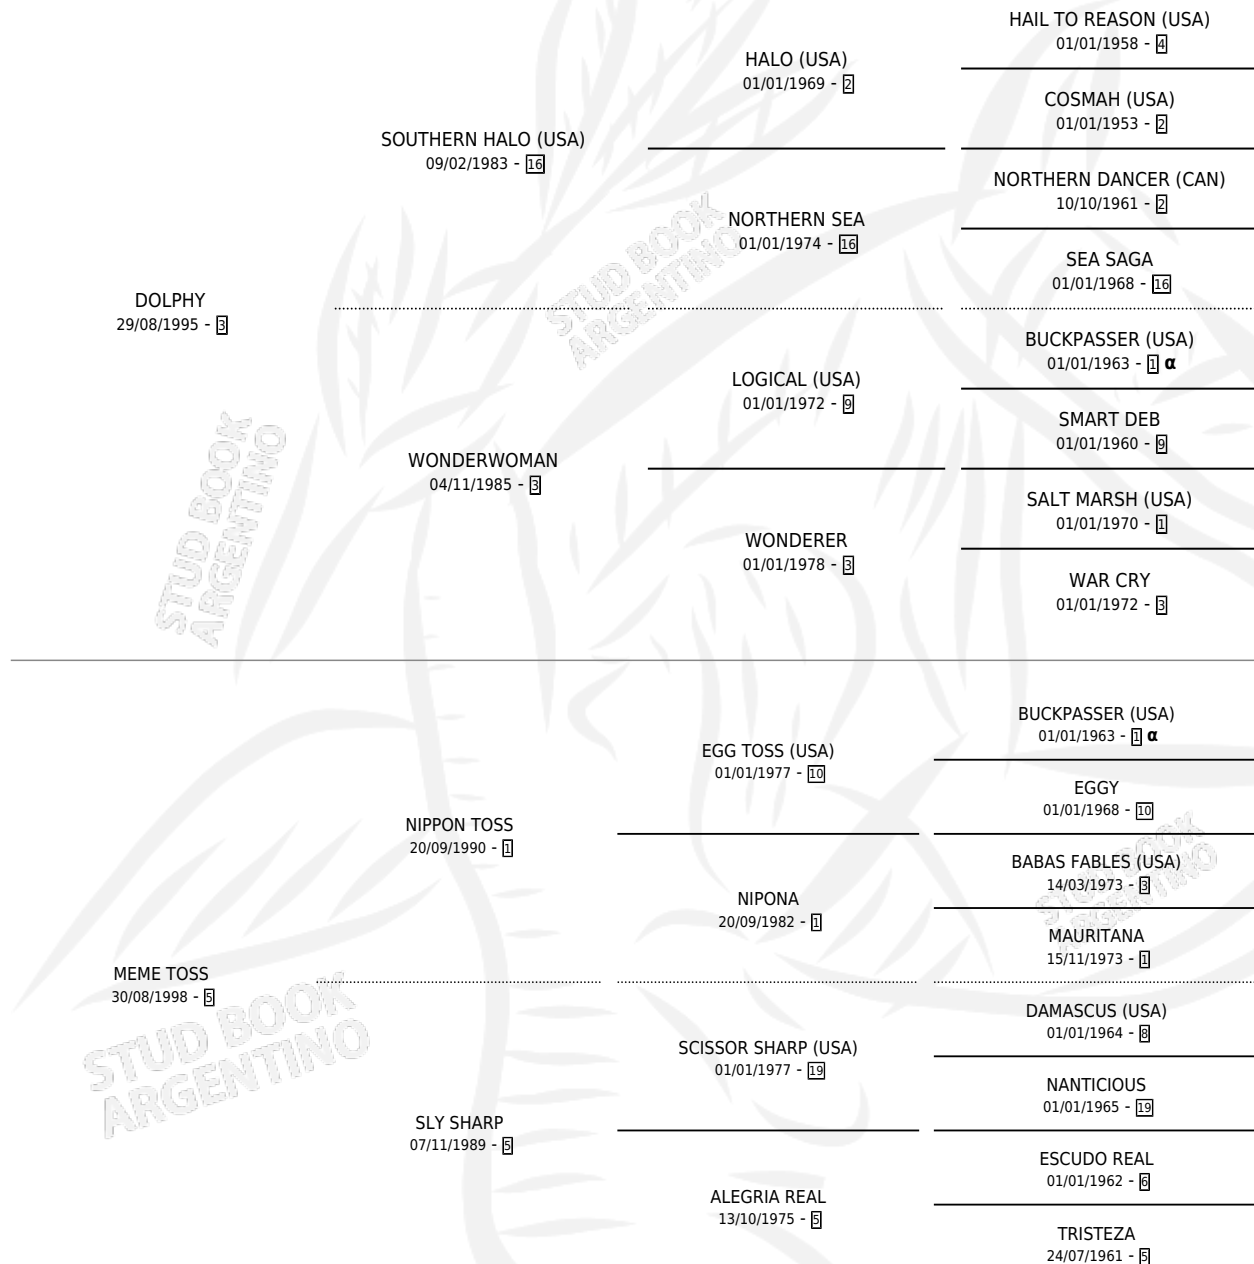 HAIL TO REASON (USA)
01/01/1958 - 4
HALO (USA)
01/01/1969 - 2
COSMAH (USA)
01/01/1953 - 2
SOUTHERN HALO (USA)
09/02/1983 - 16
NORTHERN DANCER (CAN)
10/10/1961 - 2
NORTHERN SEA
01/01/1974 - 16
SEA SAGA
01/01/1968 - 16
DOLPHY
29/08/1995 - 3
BUCKPASSER (USA)
01/01/1963 - 1 α
LOGICAL (USA)
01/01/1972 - 9
SMART DEB
01/01/1960 - 9
WONDERWOMAN
04/11/1985 - 3
SALT MARSH (USA)
01/01/1970 - 1
WONDERER
01/01/1978 - 3
WAR CRY
01/01/1972 - 3
BUCKPASSER (USA)
01/01/1963 - 1 α
EGG TOSS (USA)
01/01/1977 - 10
EGGY
01/01/1968 - 10
NIPPON TOSS
20/09/1990 - 1
BABAS FABLES (USA)
14/03/1973 - 3
NIPONA
20/09/1982 - 1
MAURITANA
15/11/1973 - 1
MEME TOSS
30/08/1998 - 5
DAMASCUS (USA)
01/01/1964 - 8
SCISSOR SHARP (USA)
01/01/1977 - 19
NANTICIOUS
01/01/1965 - 19
SLY SHARP
07/11/1989 - 5
ESCUDO REAL
01/01/1962 - 6
ALEGRIA REAL
13/10/1975 - 5
TRISTEZA
24/07/1961 - 5
STUD BOOK
ARGENTINO
STUD BOOK
ARGENTINO
STUD BOOK
ARGENTINO
STUD BOOK
ARGENTINO